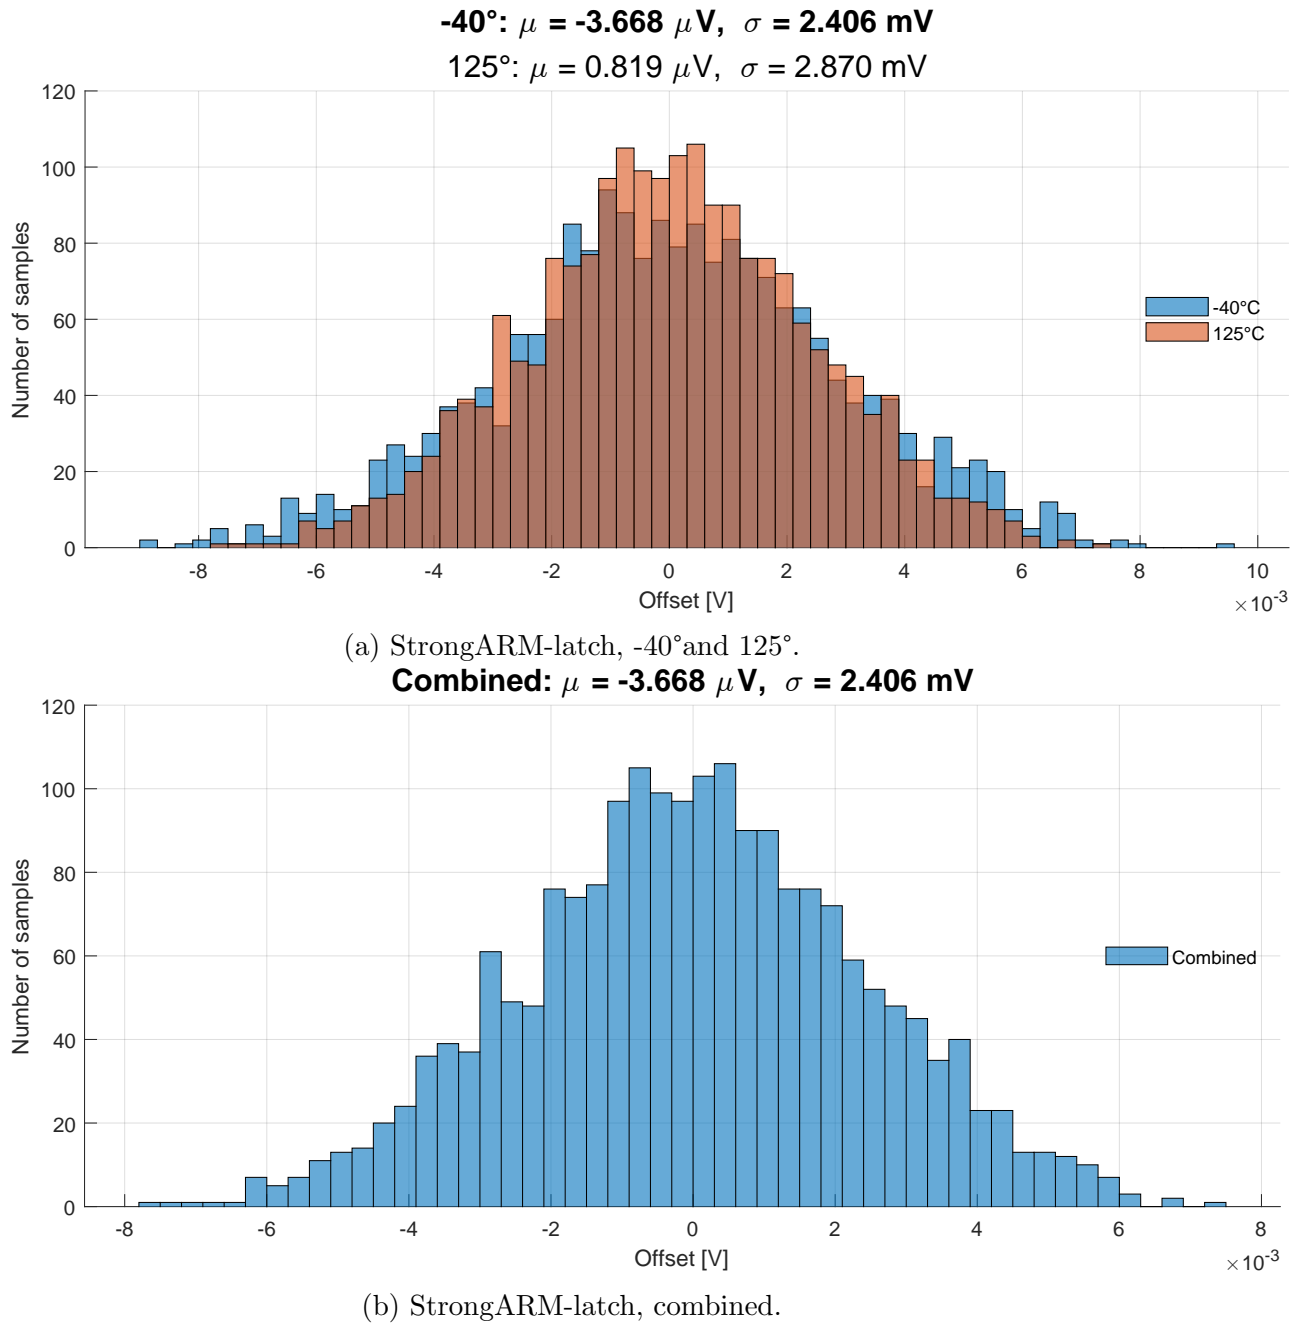 -40°: μ = -3.668 μV, σ = 2.406 mV
125°: μ = 0.819 μV, σ = 2.870 mV
120
100
80
60
40
20
0
Number of samples
-40°C
125°C
-8 -6 -4 -2 0 2 4 6 8 10
Offset [V]
×10-3
(a) StrongARM-latch, -40°and 125°.
Combined: μ = -3.668 μV, σ = 2.406 mV
120
100
80
60
40
20
0
Number of samples
Combined
-8 -6 -4 -2 0 2 4 6 8
Offset [V]
×10-3
(b) StrongARM-latch, combined.